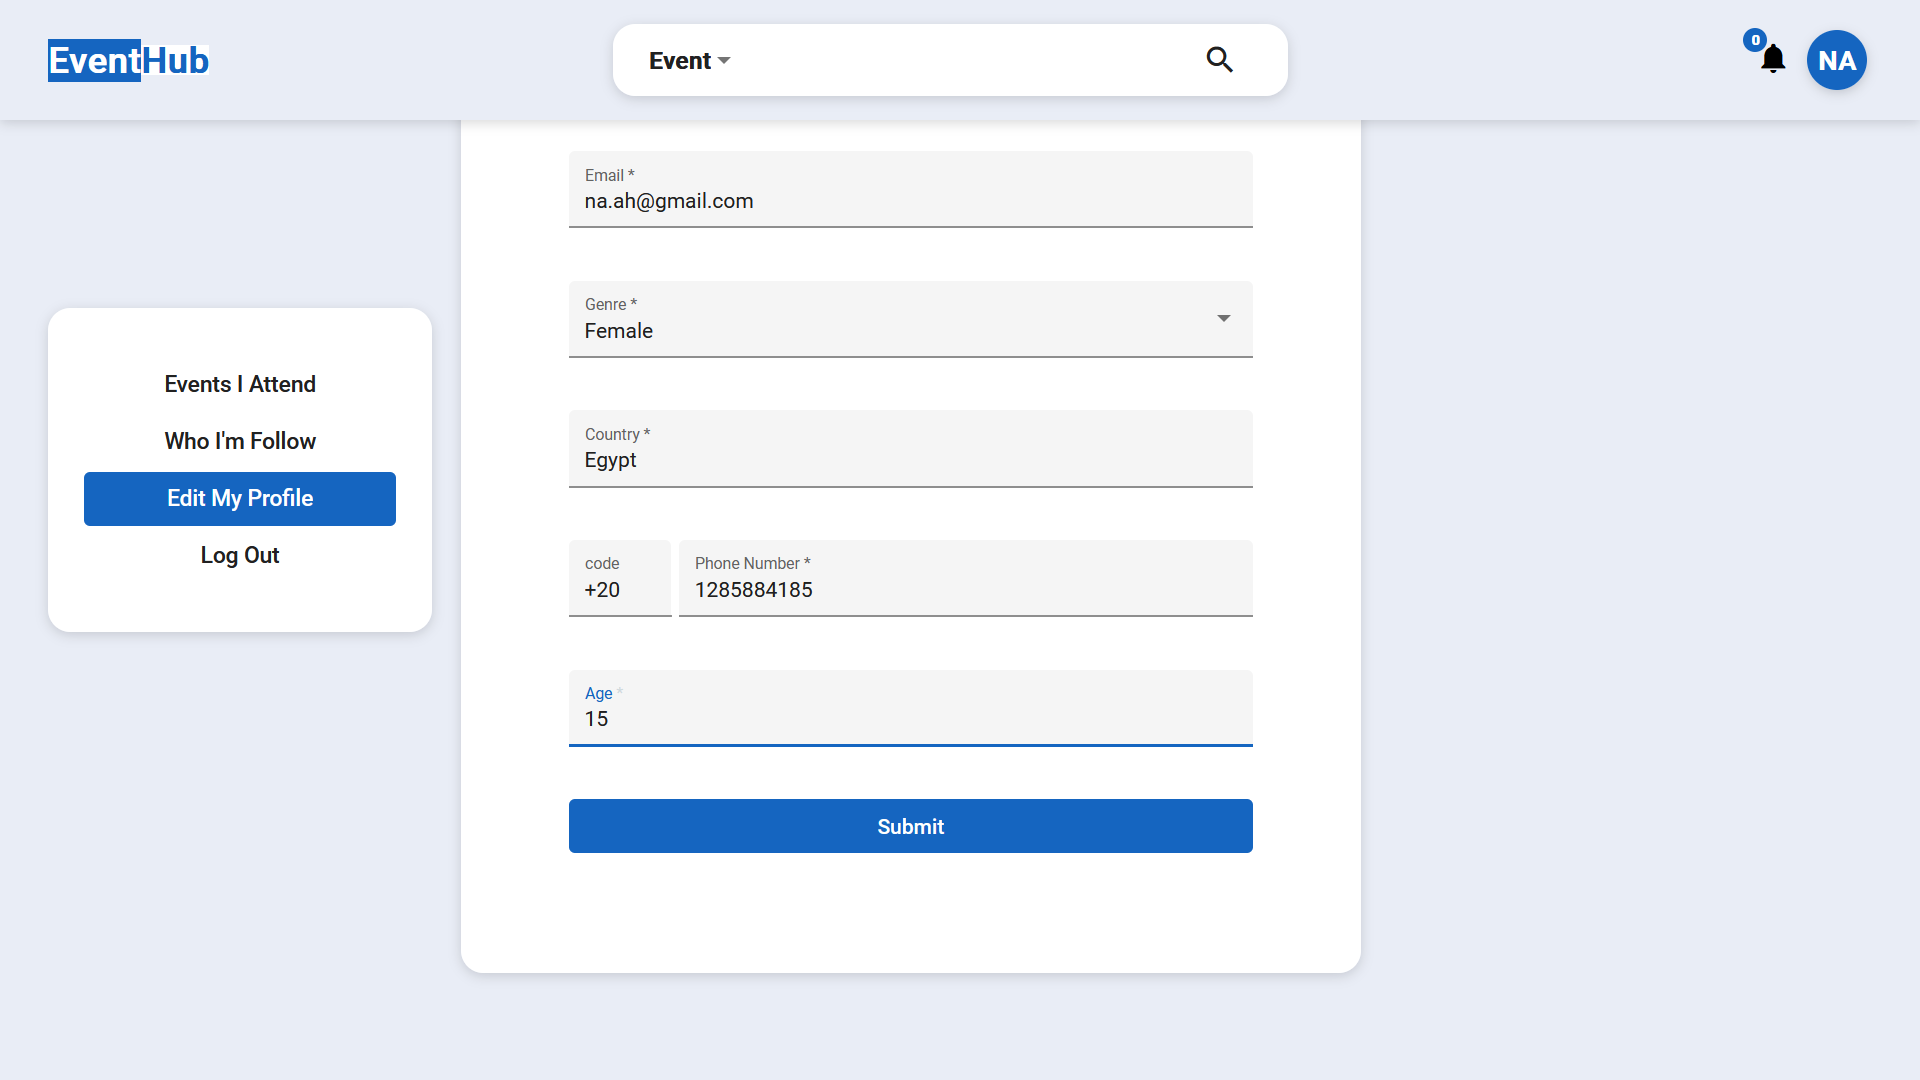 EventHub
Event
0
NA
Events I Attend
Who I'm Follow
Edit My Profile
Log Out
Email *
na.ah@gmail.com
Genre *
Female
Country *
Egypt
code
+20
Phone Number *
1285884185
Age *
15
Submit